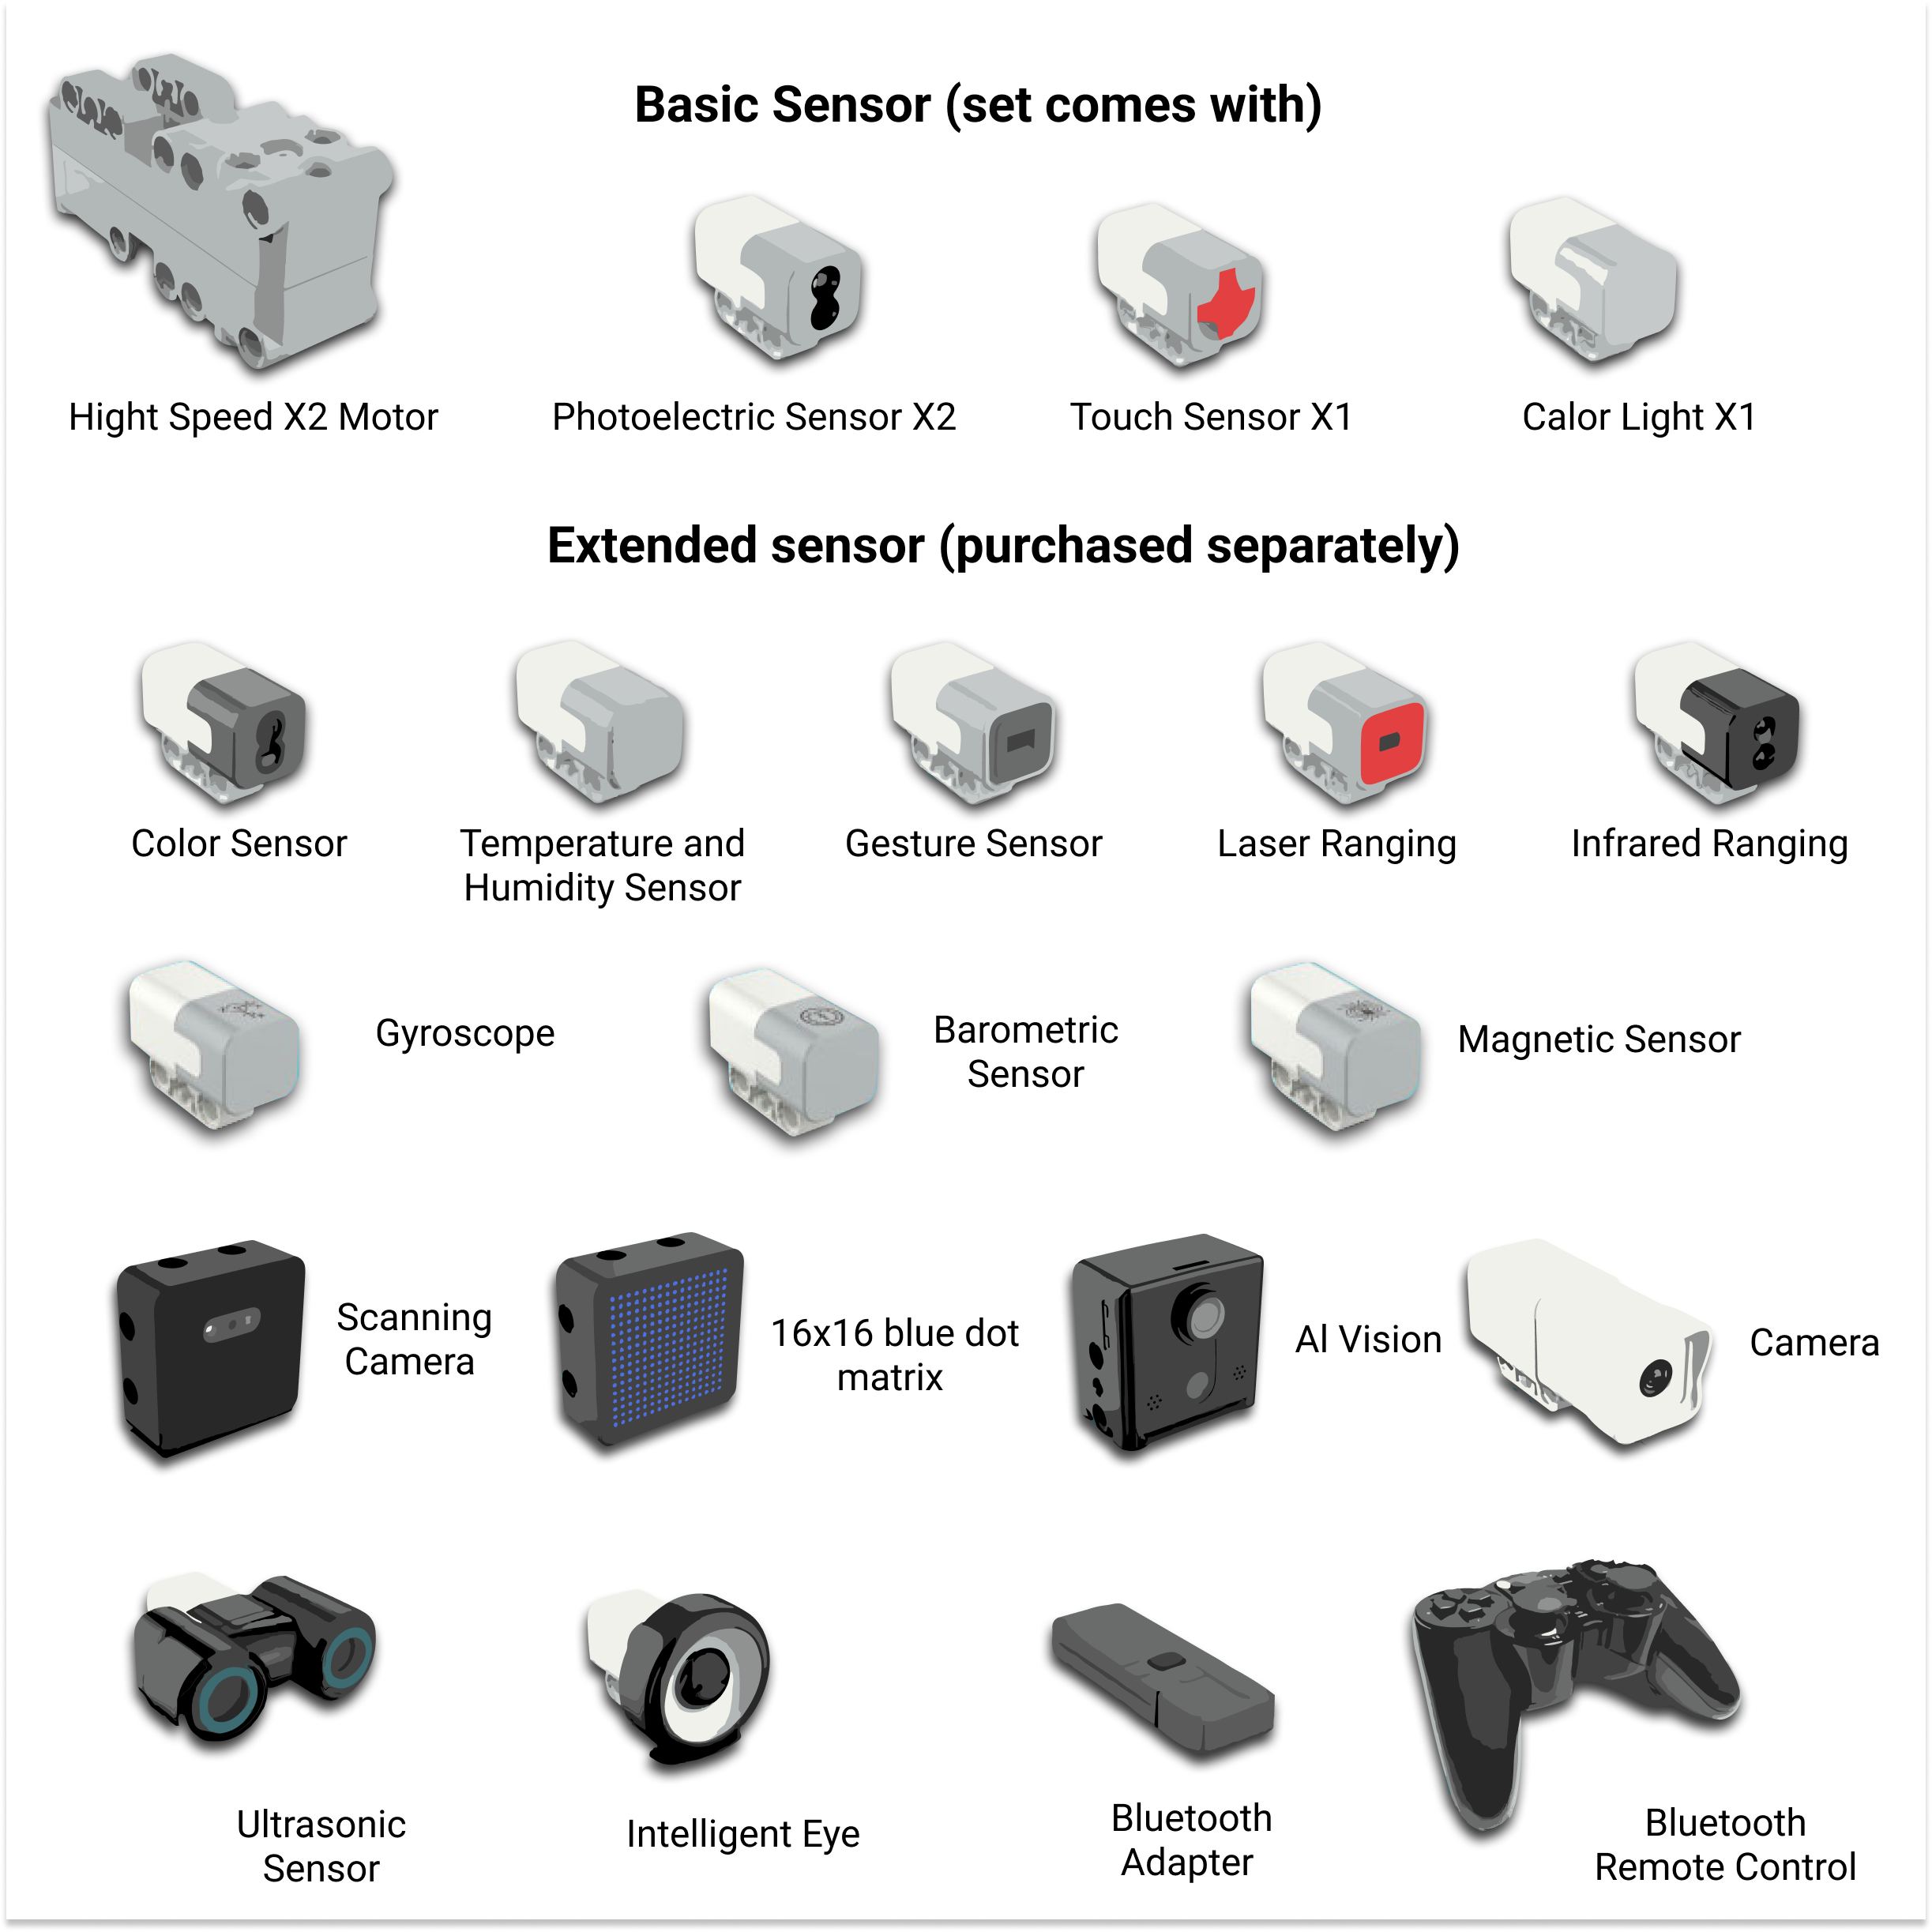 Basic Sensor (set comes with)
Hight Speed X2 Motor
Photoelectric Sensor X2
Touch Sensor X1
Calor Light X1
Extended sensor (purchased separately)
Color Sensor
Temperature and
Humidity Sensor
Gesture Sensor
Laser Ranging
Infrared Ranging
Gyroscope
Barometric
Sensor
Magnetic Sensor
Scanning
Camera
16x16 blue dot
matrix
Al Vision
Camera
Ultrasonic
Sensor
Intelligent Eye
Bluetooth
Adapter
Bluetooth
Remote Control